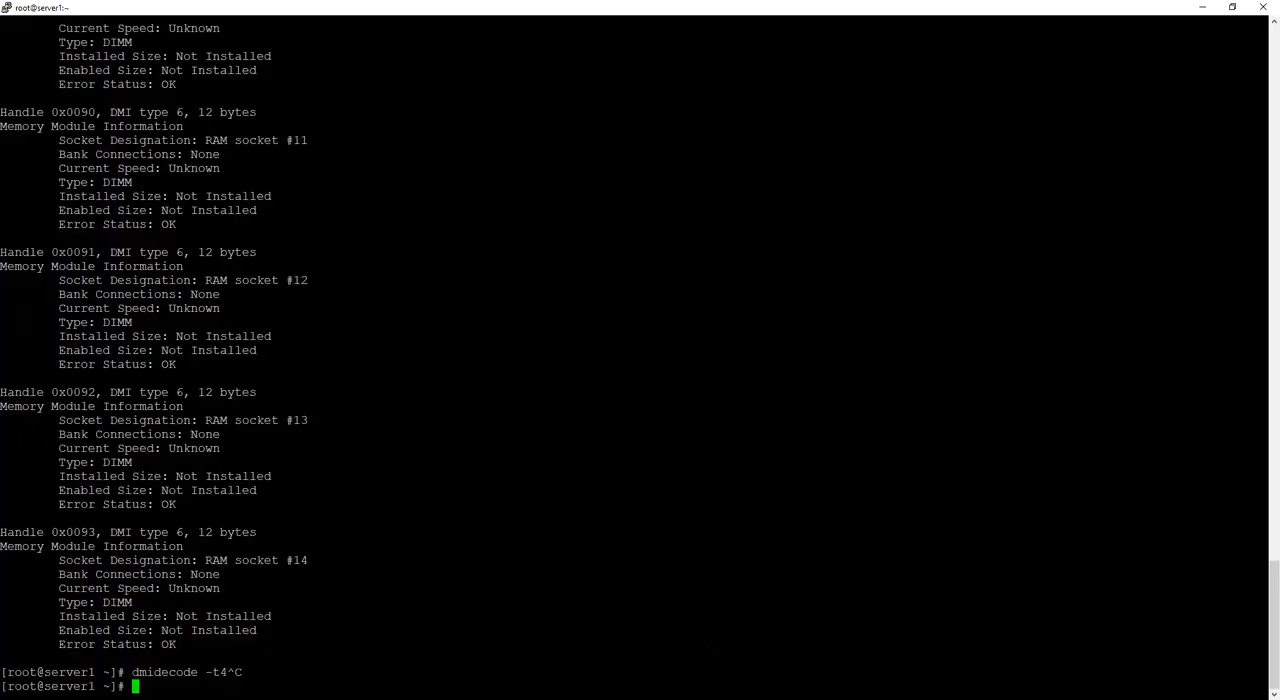 root@server1:~
Current Speed: Unknown
Type: DIMM
Installed Size: Not Installed
Enabled Size: Not Installed
Error Status: OK
Handle 0x0090, DMI type 6, 12 bytes
Memory Module Information
Socket Designation: RAM socket #11
Bank Connections: None
Current Speed: Unknown
Type: DIMM
Installed Size: Not Installed
Enabled Size: Not Installed
Error Status: OK
Handle 0x0091, DMI type 6, 12 bytes
Memory Module Information
Socket Designation: RAM socket #12
Bank Connections: None
Current Speed: Unknown
Type: DIMM
Installed Size: Not Installed
Enabled Size: Not Installed
Error Status: OK
Handle 0x0092, DMI type 6, 12 bytes
Memory Module Information
Socket Designation: RAM socket #13
Bank Connections: None
Current Speed: Unknown
Type: DIMM
Installed Size: Not Installed
Enabled Size: Not Installed
Error Status: OK
Handle 0x0093, DMI type 6, 12 bytes
Memory Module Information
Socket Designation: RAM socket #14
Bank Connections: None
Current Speed: Unknown
Type: DIMM
Installed Size: Not Installed
Enabled Size: Not Installed
Error Status: OK
[root@server1 ~]# dmidecode -t4^C
[root@server1 ~]#